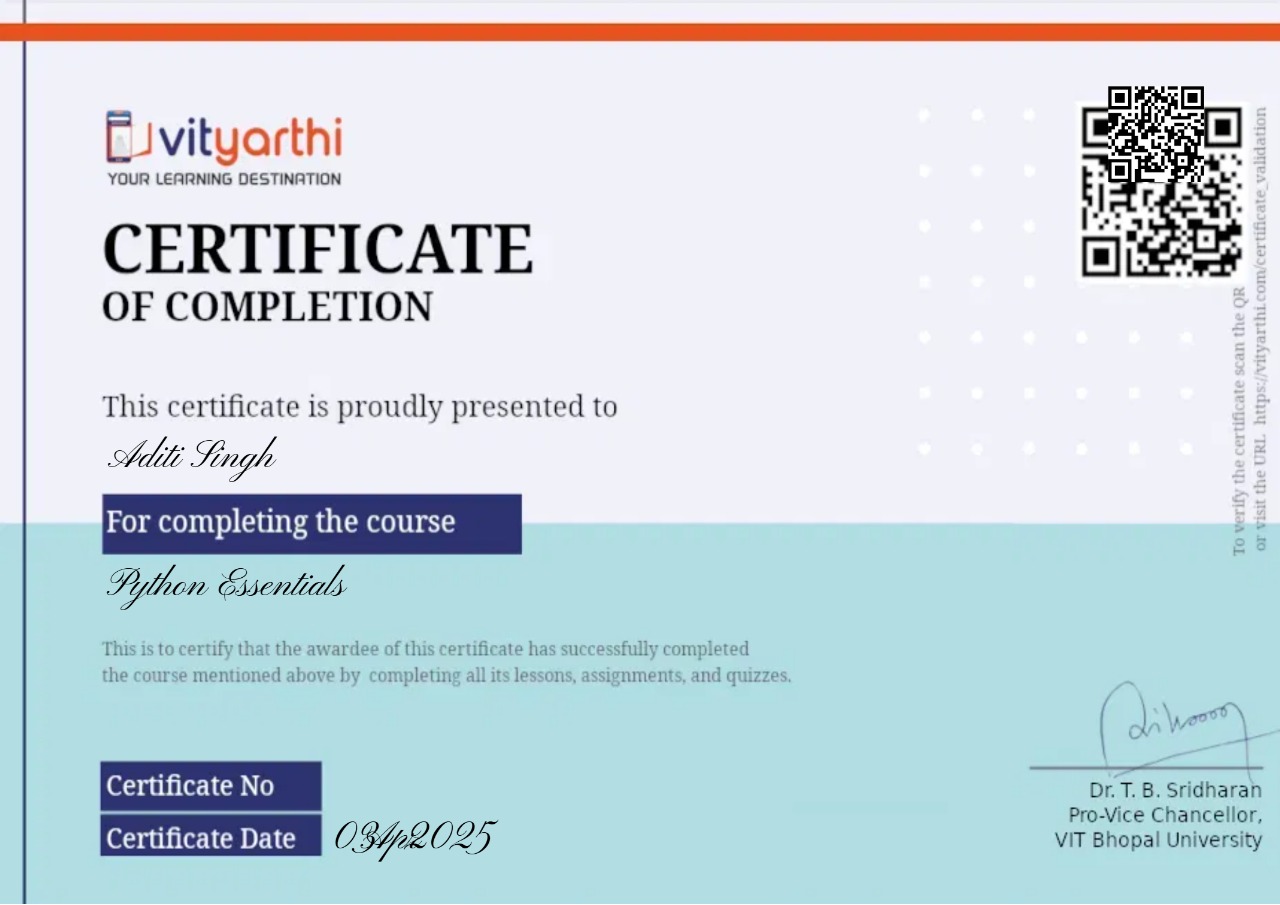 vityarthi
YOUR LEARNING DESTINATION
CERTIFICATE
OF COMPLETION
This certificate is proudly presented to
Aditi Singh
For completing the course
Python Essentials
This is to certify that the awardee of this certificate has successfully completed
the course mentioned above by completing all its lessons, assignments, and quizzes.
Certificate No
Certificate Date 03Apr2025
Dr. T. B. Sridharan
Pro-Vice Chancellor,
VIT Bhopal University
To verify the certificate scan the QR
or visit the URL https://vityarthi.com/certificate_validation